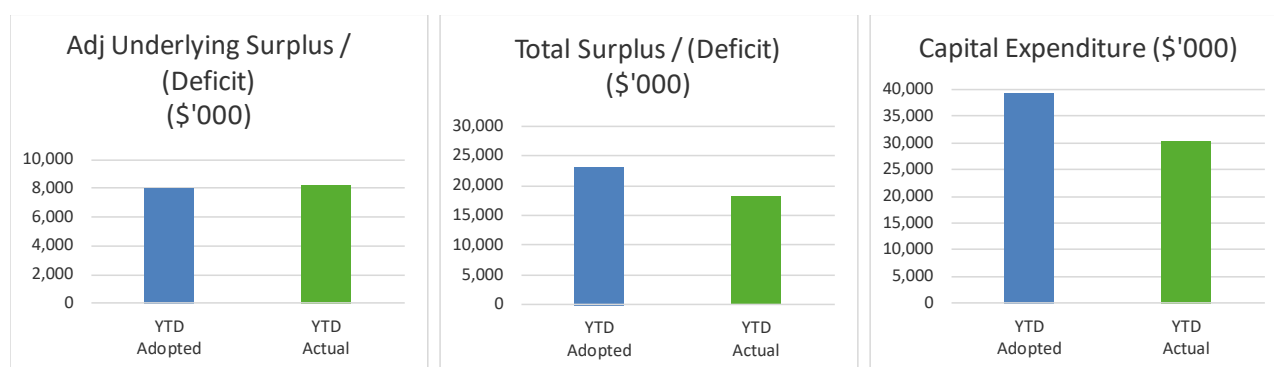 Adj Underlying Surplus /
(Deficit)
($'000)
10,000
8,000
6,000
4,000
2,000
0
YTD
Adopted
YTD
Actual
Total Surplus / (Deficit)
($'000)
30,000
25,000
20,000
15,000
10,000
5,000
0
YTD
Adopted
YTD
Actual
Capital Expenditure ($'000)
40,000
35,000
30,000
25,000
20,000
15,000
10,000
5,000
0
YTD
Adopted
YTD
Actual